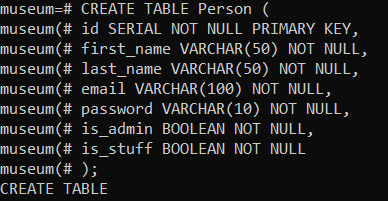 museum=# CREATE TABLE Person (
museum(# id SERIAL NOT NULL PRIMARY KEY,
museum(# first_name VARCHAR(50) NOT NULL,
museum(# last_name VARCHAR(50) NOT NULL,
museum(# email VARCHAR(100) NOT NULL,
museum(# password VARCHAR(10) NOT NULL,
museum(# is_admin BOOLEAN NOT NULL,
museum(# is_stuff BOOLEAN NOT NULL
museum(# );
CREATE TABLE